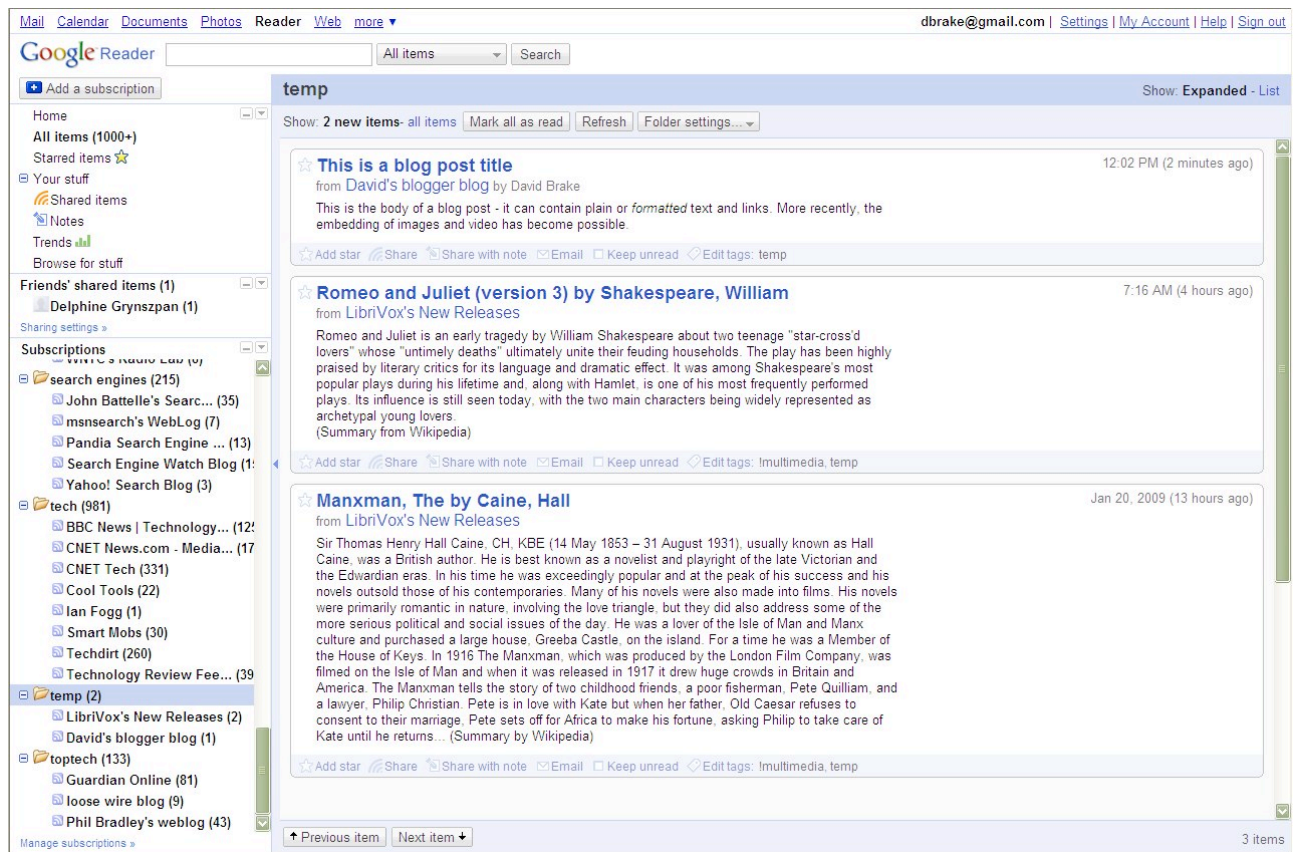 Mail Calendar Documents Photos Reader Web more ▼
dbrake@gmail.com | Settings | My Account | Help | Sign out
Google Reader
All items
Search
Add a subscription
Home
All items (1000+)
Starred items
Your stuff
Shared items
Notes
Trends
Browse for stuff
Friends' shared items (1)
Delphine Grynszpan (1)
Sharing settings »
Subscriptions
search engines (215)
John Battelle's Searc... (35)
msnsearch's WebLog (7)
Pandia Search Engine ... (13)
Search Engine Watch Blog
Yahoo! Search Blog (3)
tech (981)
BBC News | Technology... (125
CNET News.com - Media... (17
CNET Tech (331)
Cool Tools (22)
Ian Fogg (1)
Smart Mobs (30)
Techdirt (260)
Technology Review Fee... (39
temp (2)
LibriVox's New Releases (2)
David's blogger blog (1)
toptech (133)
Guardian Online (81)
loose wire blog (9)
Phil Bradley's weblog (43)
Manage subscriptions »
temp
Show: Expanded - List
Show: 2 new items- all items Mark all as read Refresh Folder settings...
This is a blog post title
12:02 PM (2 minutes ago)
from David's blogger blog by David Brake
This is the body of a blog post - it can contain plain or formatted text and links. More recently, the
embedding of images and video has become possible.
Add star Share Share with note Email Keep unread Edit tags: temp
Romeo and Juliet (version 3) by Shakespeare, William
7:16 AM (4 hours ago)
from LibriVox's New Releases
Romeo and Juliet is an early tragedy by William Shakespeare about two teenage "star-cross'd
lovers" whose "untimely deaths" ultimately unite their feuding households. The play has been highly
praised by literary critics for its language and dramatic effect. It was among Shakespeare's most
popular plays during his lifetime and, along with Hamlet, is one of his most frequently performed
plays. Its influence is still seen today, with the two main characters being widely represented as
archetypal young lovers.
(Summary from Wikipedia)
Add star Share Share with note Email Keep unread Edit tags: !multimedia, temp
Manxman, The by Caine, Hall
Jan 20, 2009 (13 hours ago)
from LibriVox's New Releases
Sir Thomas Henry Hall Caine, CH, KBE (14 May 1853 – 31 August 1931), usually known as Hall
Caine, was a British author. He is best known as a novelist and playright of the late Victorian and
the Edwardian eras. In his time he was exceedingly popular and at the peak of his success and his
novels outsold those of his contemporaries. Many of his novels were also made into films. His novels
were primarily romantic in nature, involving the love triangle, but they did also address some of the
more serious political and social issues of the day. He was a lover of the Isle of Man and Manx
culture and purchased a large house, Greeba Castle, on the island. For a time he was a Member of
the House of Keys. In 1916 The Manxman, which was produced by the London Film Company, was
filmed on the Isle of Man and when it was released in 1917 it drew huge crowds in Britain and
America. The Manxman tells the story of two childhood friends, a poor fisherman, Pete Quilliam, and
a lawyer, Philip Christian. Pete is in love with Kate but when her father, Old Caesar refuses to
consent to their marriage, Pete sets off for Africa to make his fortune, asking Philip to take care of
Kate until he returns... (Summary by Wikipedia)
Add star Share Share with note Email Keep unread Edit tags: !multimedia, temp
Previous item Next item
3 items